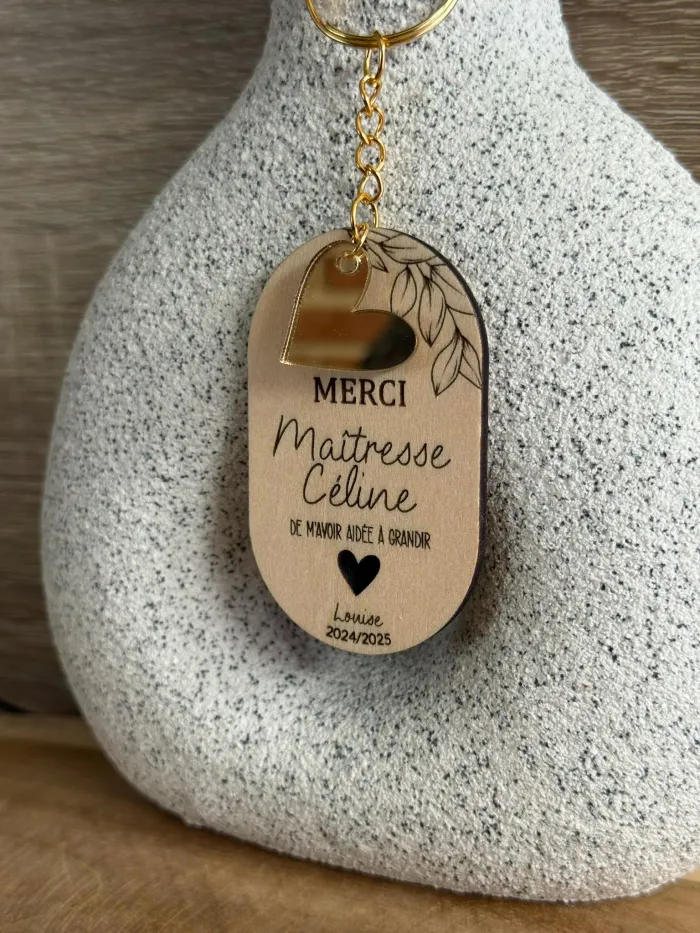 MERCI
Maîtresse
Céline
DE M'AVOIR AIDÉE À GRANDIR
Louise
2024/2025